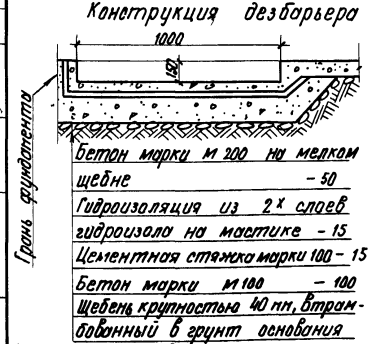 Конструкция дезбарьера
1000
150
Грань фундамента
Бетон марки М 200 на мелком
щебне - 50
Гидроизоляция из 2х слоев
гидроизола на мастике - 15
Цементная стяжка марки 100 - 15
Бетон марки М100 - 100
Щебень крупностью 40 мм, втрам-
бованный в грунт основания